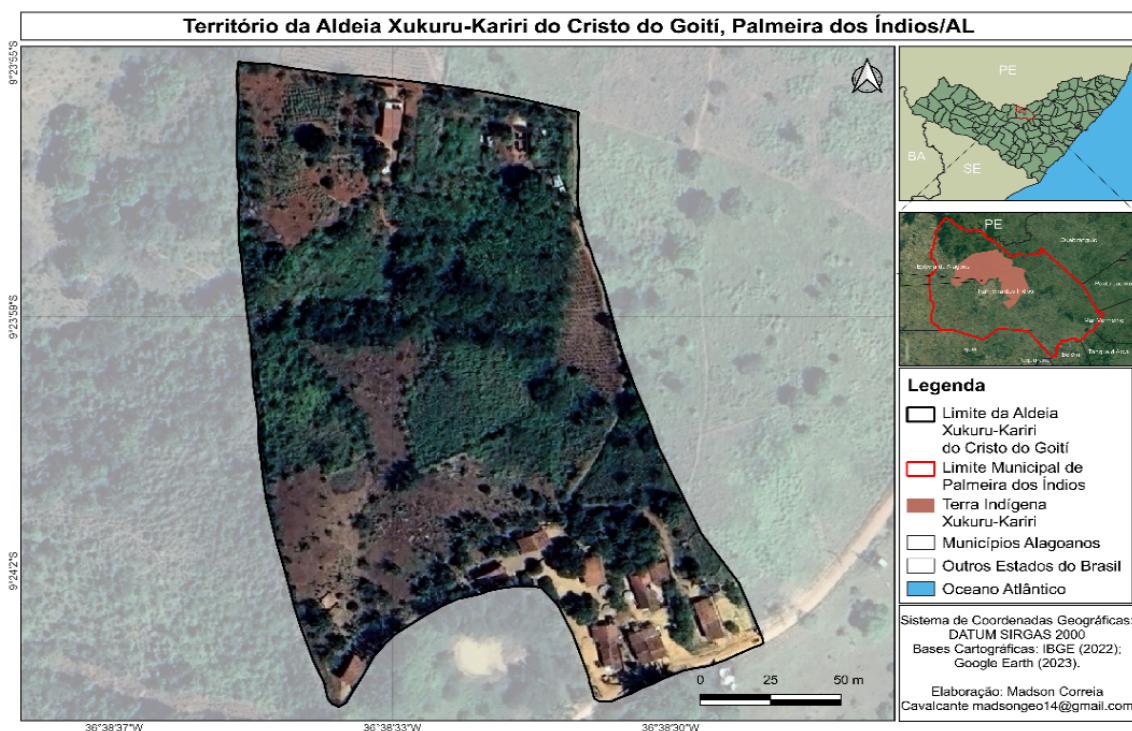 Território da Aldeia Xukuru-Kariri do Cristo do Goití, Palmeira dos Índios/AL
9°23'55"S
9°23'59"S
9°24'2"S
36°38'37"W
36°38'33"W
36°38'30"W
0 25 50 m
PE
BA
SE
PE
Legenda
Limite da Aldeia
Xukuru-Kariri
do Cristo do Goití
Limite Municipal de
Palmeira dos Índios
Terra Indígena
Xukuru-Kariri
Municípios Alagoanos
Outros Estados do Brasil
Oceano Atlântico
Sistema de Coordenadas Geográficas:
DATUM SIRGAS 2000
Bases Cartográficas: IBGE (2022);
Google Earth (2023).
Elaboração: Madson Correia
Cavalcante madsongeo14@gmail.com